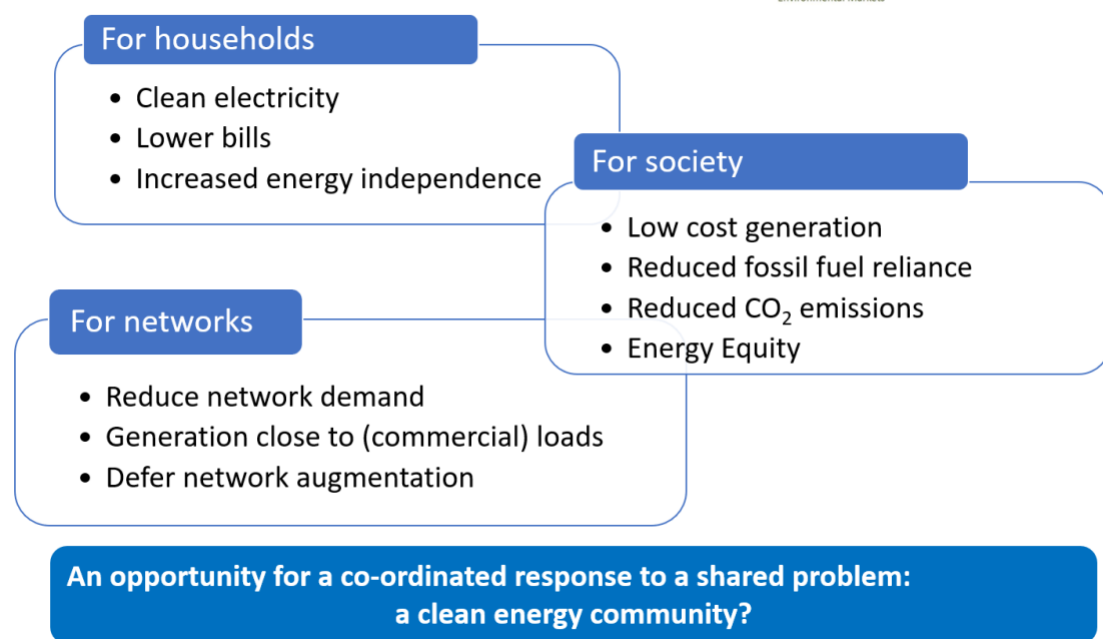 For households
• Clean electricity
• Lower bills
• Increased energy independence
For society
• Low cost generation
• Reduced fossil fuel reliance
• Reduced CO₂ emissions
• Energy Equity
For networks
• Reduce network demand
• Generation close to (commercial) loads
• Defer network augmentation
An opportunity for a co-ordinated response to a shared problem:
a clean energy community?